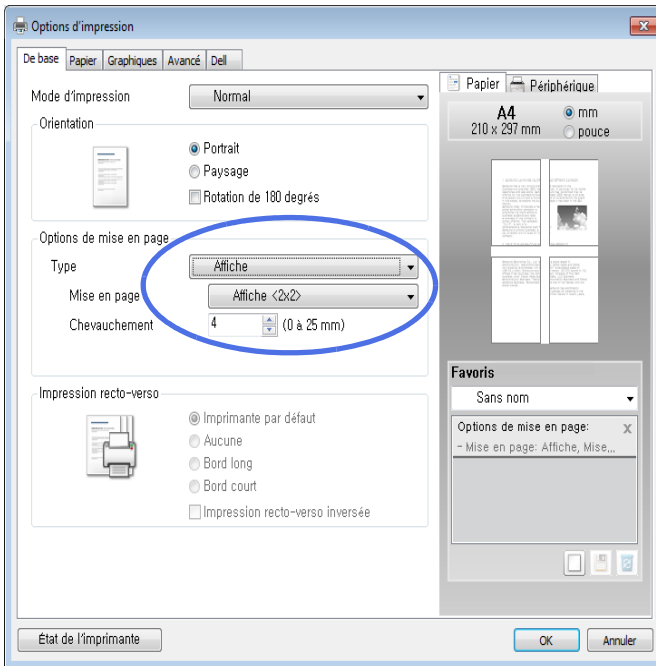 Options d'impression
De base Papier Graphiques Avancé Dell
Mode d'impression Normal
Orientation
Portrait
Paysage
Rotation de 180 degrés
Options de mise en page
Type Affiche
Mise en page Affiche <2x2>
Chevauchement 4 (0 à 25 mm)
Impression recto-verso
Imprimante par défaut
Aucune
Bord long
Bord court
Impression recto-verso inversée
Papier Périphérique
A4
210 x 297 mm
mm
pouce
Favoris
Sans nom
Options de mise en page: x
- Mise en page: Affiche, Mise...
État de l'imprimante
OK Annuler